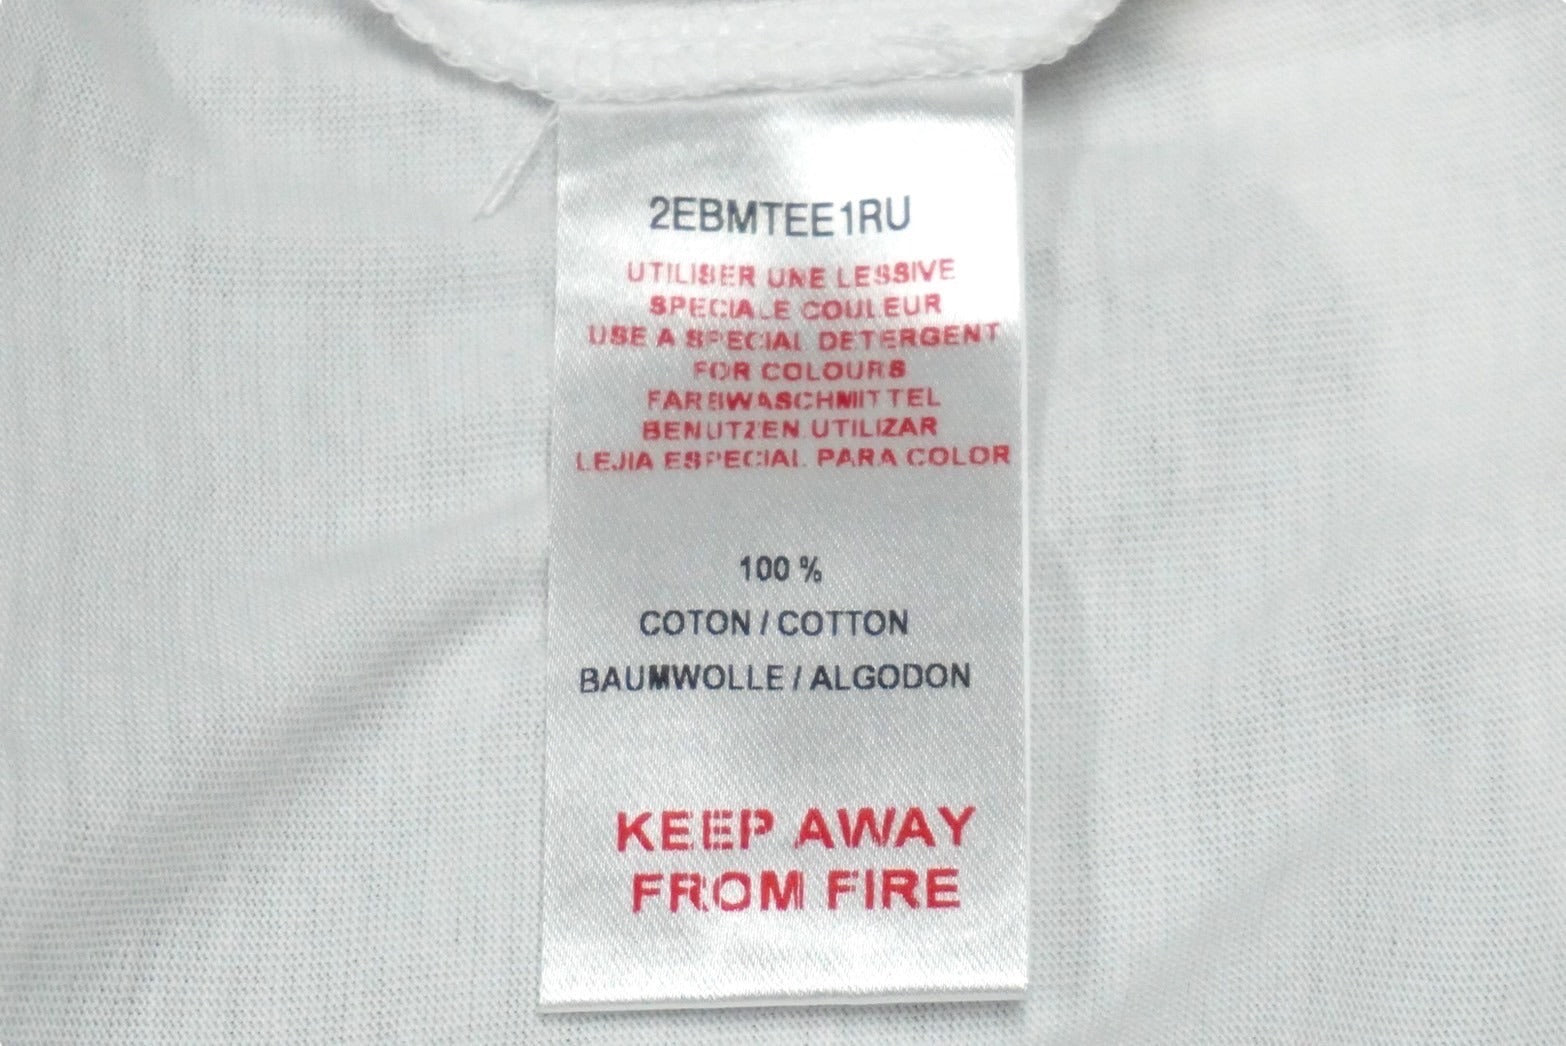 2EBMTEE1RU
UTILISER UNE LESSIVE
SPECIALE COULEUR
USE A SPECIAL DETERGENT
FOR COLOURS
FARBWASCHMITTEL
BENUTZEN.UTILIZAR
LEJIA ESPECIAL PARA COLOR
100 %
COTON / COTTON
BAUMWOLLE / ALGODON
KEEP AWAY
FROM FIRE